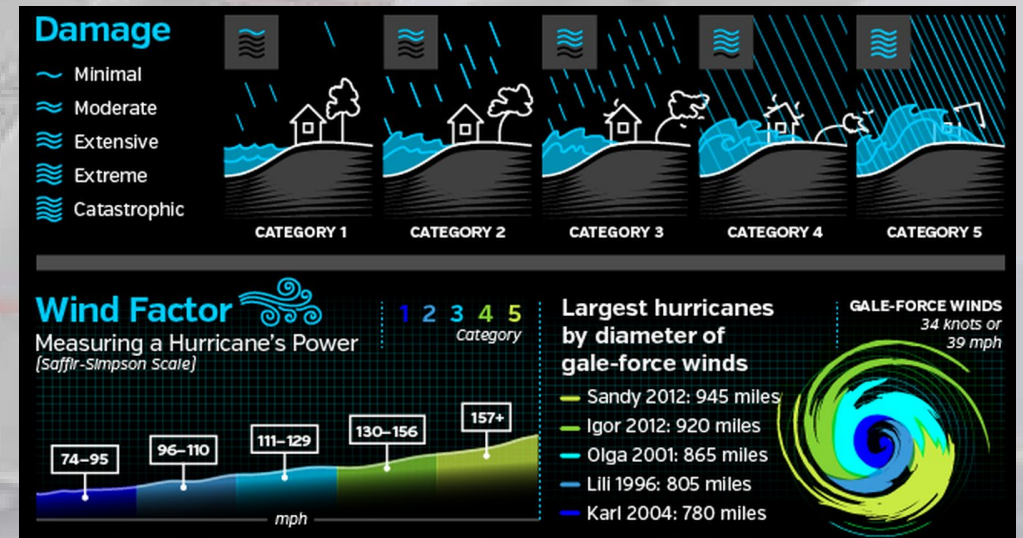 Damage
Minimal
Moderate
Extensive
Extreme
Catastrophic
CATEGORY 1
CATEGORY 2
CATEGORY 3
CATEGORY 4
CATEGORY 5
Wind Factor
Measuring a Hurricane's Power
(Saffir-Simpson Scale)
1 2 3 4 5
Category
74–95
96–110
111–129
130–156
157+
mph
Largest hurricanes
by diameter of
gale-force winds
Sandy 2012: 945 miles
Igor 2012: 920 miles
Olga 2001: 865 miles
Lili 1996: 805 miles
Karl 2004: 780 miles
GALE-FORCE WINDS
34 knots or
39 mph